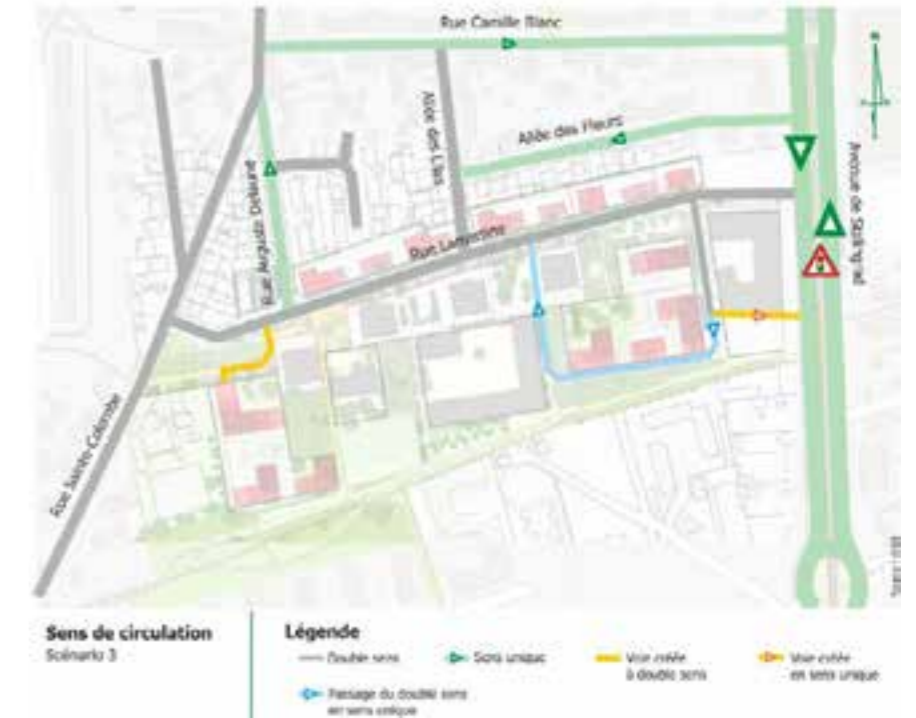 Rue Camille Blanc
Allée des Lilas
Allée des Fleurs
Avenue de Stalingrad
Rue Auguste Delaune
Rue Lamartine
Rue Sainte-Colombe
Sens de circulation
Scénario 3
Légende
Double sens
Sens unique
Voie créée
à double sens
Voie créée
en sens unique
Passage du double sens
en sens unique